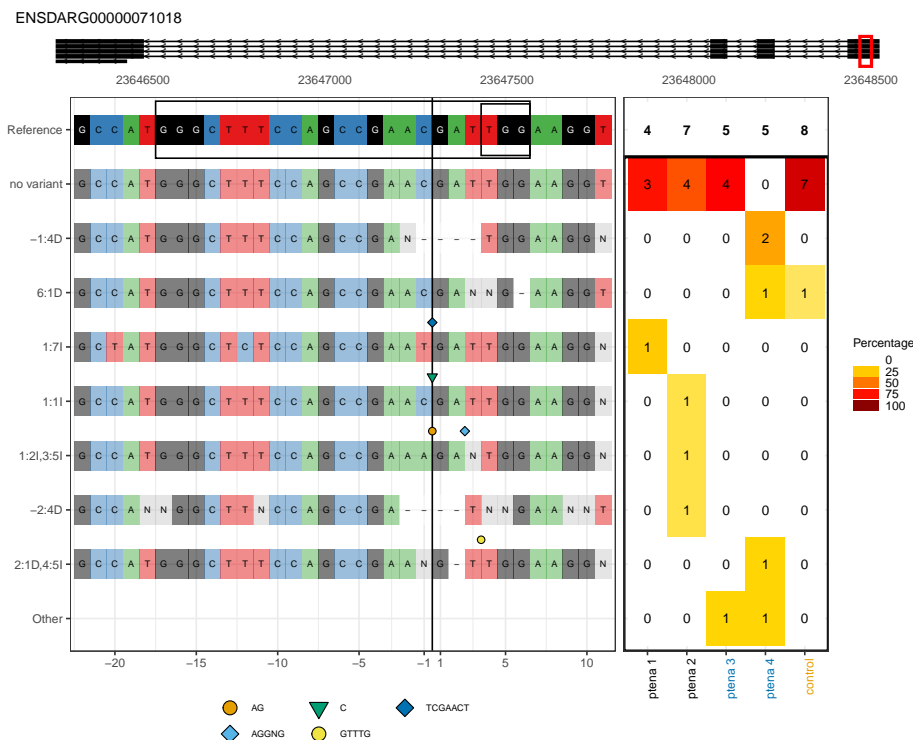 ENSDARG00000071018
23646500 23647000 23647500 23648000 23648500
Reference G C C A T G G G C T T T C C A G C C G A A C G A T T G G A A G G T 4 7 5 5 8
no variant G C C A T G G G C T T T C C A G C C G A A C G A T T G G A A G G T 3 4 4 0 7
−1:4D G C C A T G G G C T T T C C A G C C G A N − − − − T G G A A G G N 0 0 0 2 0
6:1D G C C A T G G G C T T T C C A G C C G A A C G A N N G − A A G G T 0 0 0 1 1
1:7I G C T A T G G G C T C T C C A G C C G A A T G A T T G G A A G G N 1 0 0 0 0
1:1I G C C A T G G G C T T T C C A G C C G A A C G A T T G G A A G G N 0 1 0 0 0
1:2I,3:5I G C C A T G G G C T T T C C A G C C G A A A G A N T G G A A G G N 0 1 0 0 0
−2:4D G C C A N N G G C T T N C C A G C C G A − − − − T N N G A A N N T 0 1 0 0 0
2:1D,4:5I G C C A T G G G C T T T C C A G C C G A A N G − T T G G A A G G N 0 0 0 1 0
Other 0 0 1 1 0
−20 −15 −10 −5 −1 1 5 10
ptena 1 ptena 2 ptena 3 ptena 4 control
Percentage
0
25
50
75
100
AG C TCGAACT
AGGNG GTTTG